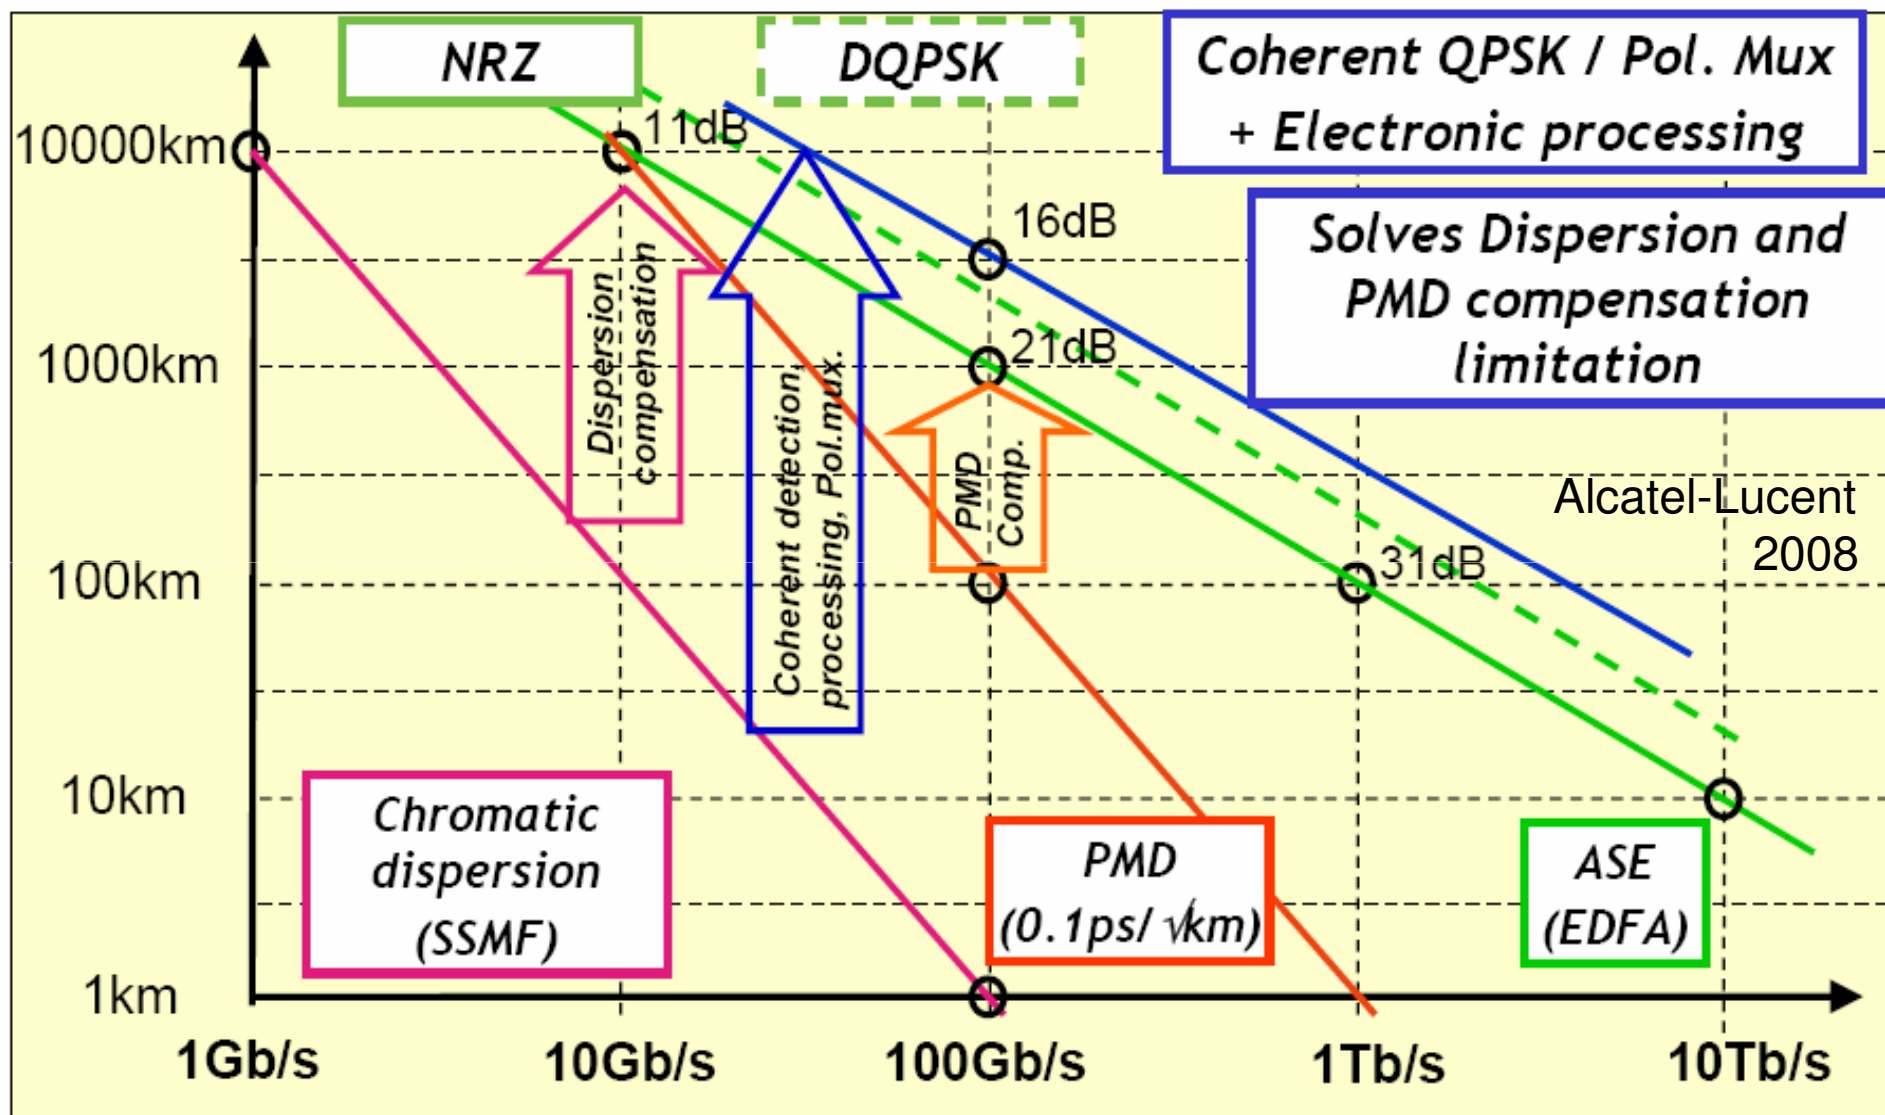 NRZ
DQPSK
Coherent QPSK / Pol. Mux
+ Electronic processing
10000km
11dB
16dB
Solves Dispersion and
PMD compensation
limitation
Dispersion
compensation
1000km
21dB
Coherent detection,
processing, Pol.mux.
PMD
Comp.
Alcatel-Lucent
2008
100km
31dB
10km
Chromatic
dispersion
(SSMF)
PMD
(0.1ps/ √km)
ASE
(EDFA)
1km
1Gb/s
10Gb/s
100Gb/s
1Tb/s
10Tb/s